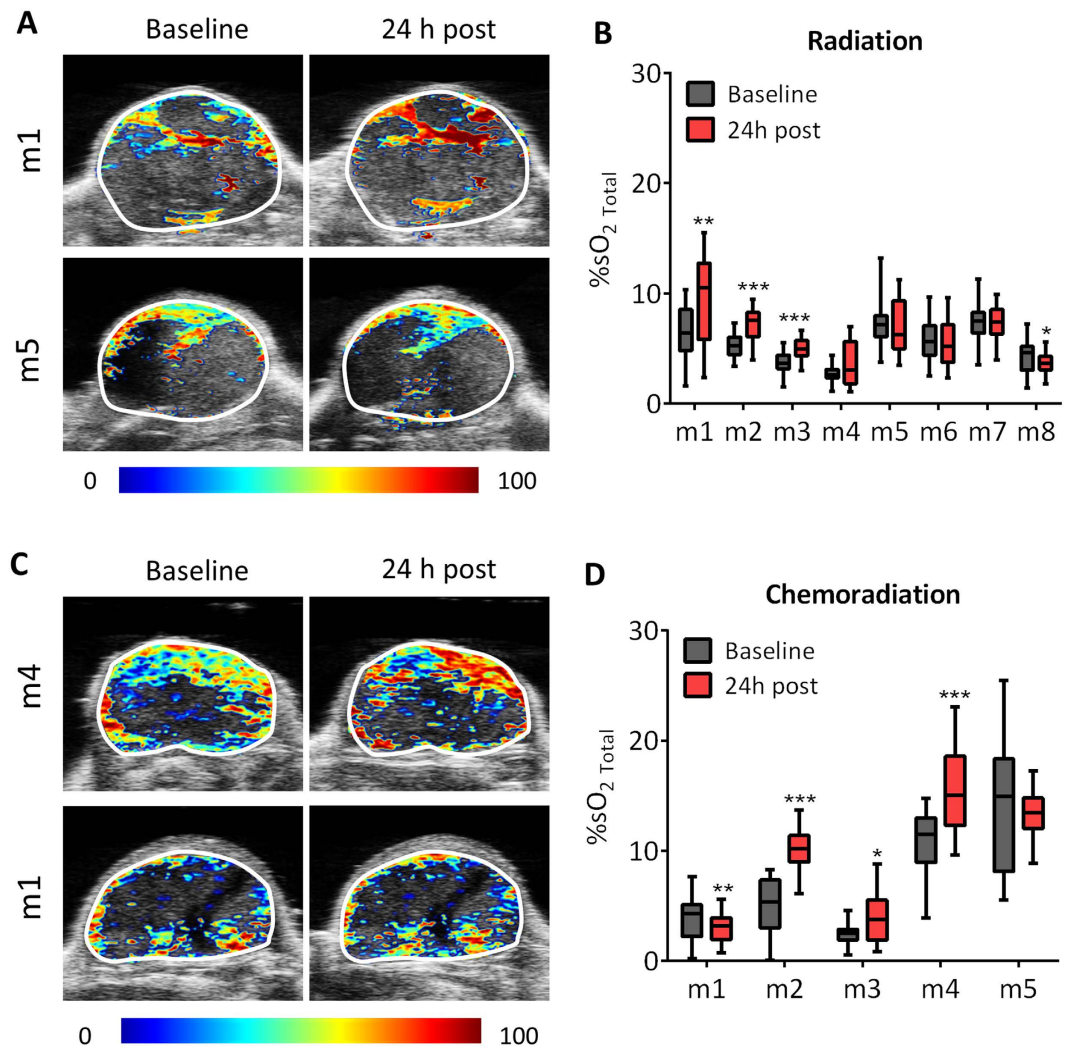 A
Baseline
24 h post
m1
m5
0
100
B
Radiation
Baseline
24h post
%sO2 Total
30
20
10
0
**
***
***
*
m1 m2 m3 m4 m5 m6 m7 m8
C
Baseline
24 h post
m4
m1
0
100
D
Chemoradiation
Baseline
24h post
%sO2 Total
30
20
10
0
**
***
*
***
m1 m2 m3 m4 m5